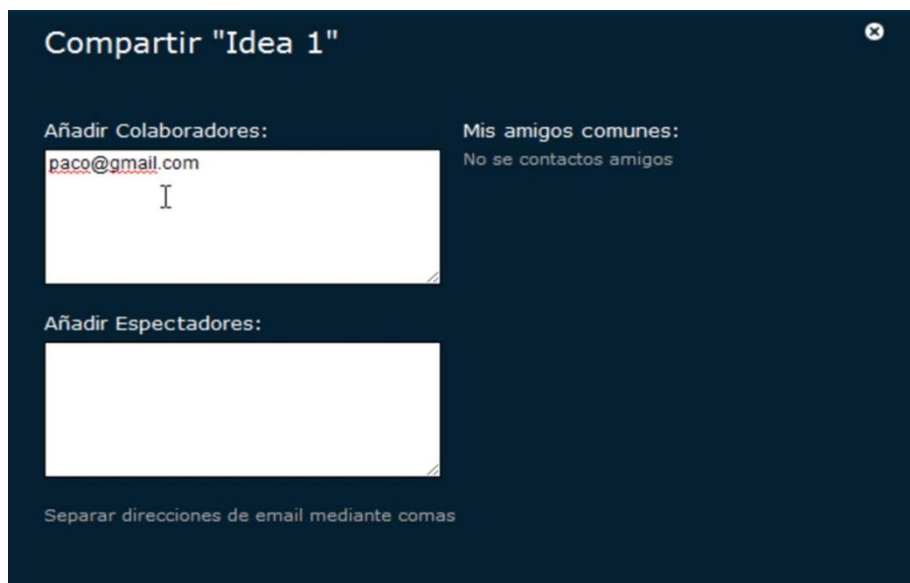 Compartir "Idea 1"
Añadir Colaboradores:
paco@gmail.com
Mis amigos comunes:
No se contactos amigos
Añadir Espectadores:
Separar direcciones de email mediante comas